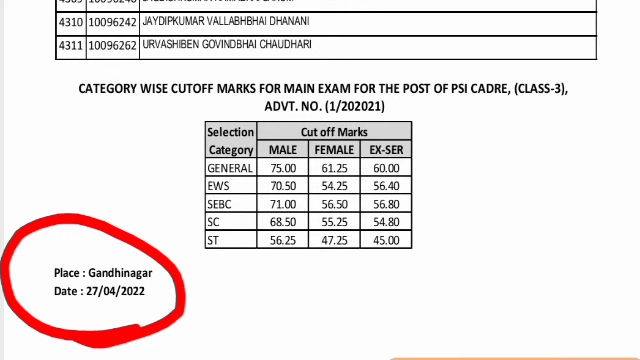 4310 10096242 JAYDIPKUMAR VALLABHBHAI DHANANI
4311 10096262 URVASHIBEN GOVINDBHAI CHAUDHARI
CATEGORY WISE CUTOFF MARKS FOR MAIN EXAM FOR THE POST OF PSI CADRE, (CLASS-3),
ADVT. NO. (1/202021)
Selection Category Cut off Marks
MALE FEMALE EX-SER
GENERAL 75.00 61.25 60.00
EWS 70.50 54.25 56.40
SEBC 71.00 56.50 56.80
SC 68.50 55.25 54.80
ST 56.25 47.25 45.00
Place : Gandhinagar
Date : 27/04/2022